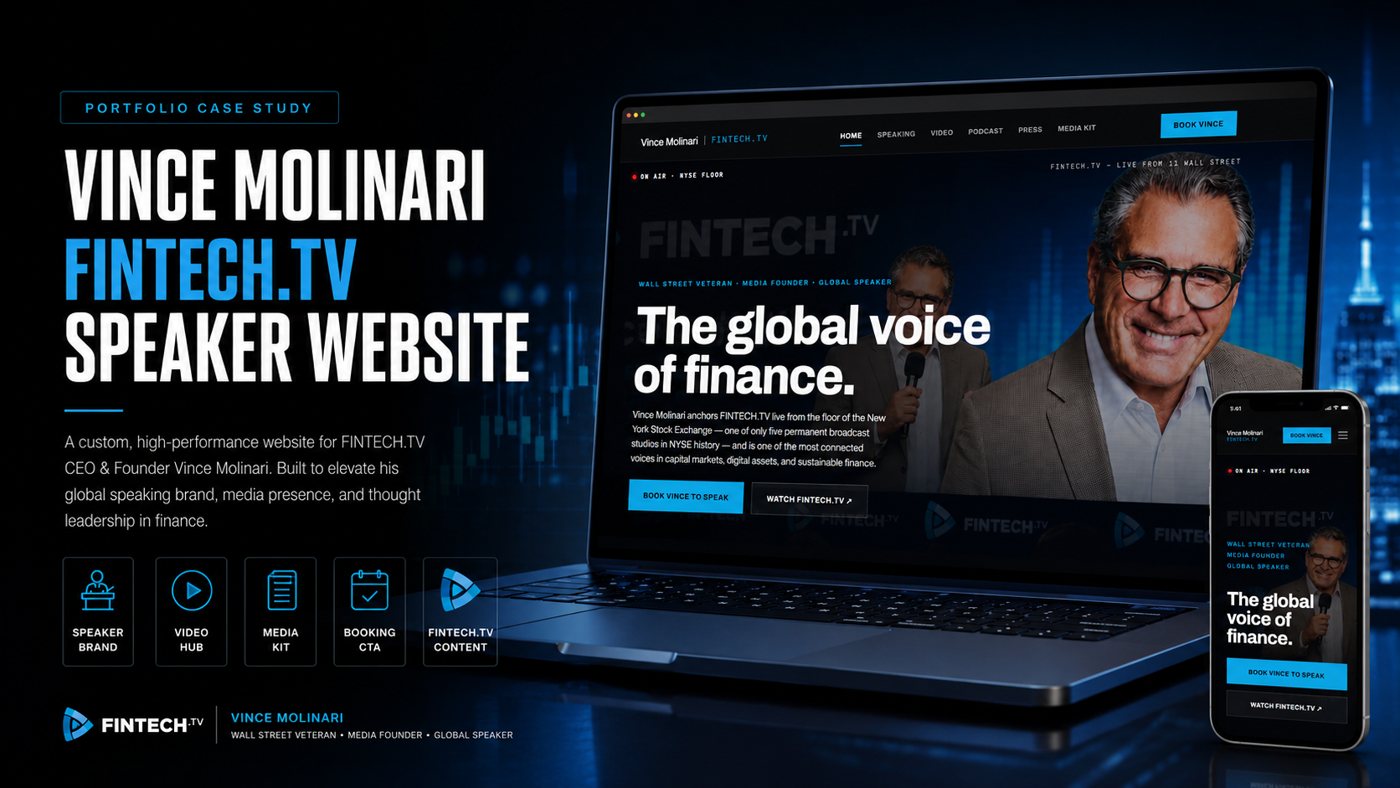 PORTFOLIO CASE STUDY
VINCE MOLINARI
FINTECH.TV
SPEAKER WEBSITE
A custom, high-performance website for FINTECH.TV
CEO & Founder Vince Molinari. Built to elevate his
global speaking brand, media presence, and thought
leadership in finance.
SPEAKER
BRAND
VIDEO
HUB
MEDIA
KIT
BOOKING
CTA
FINTECH.TV
CONTENT
FINTECH.TV
VINCE MOLINARI
WALL STREET VETERAN • MEDIA FOUNDER • GLOBAL SPEAKER
Vince Molinari | FINTECH.TV
HOME SPEAKING VIDEO PODCAST PRESS MEDIA KIT
BOOK VINCE
ON AIR · NYSE FLOOR
FINTECH.TV – LIVE FROM 11 WALL STREET
FINTECH.TV
WALL STREET VETERAN · MEDIA FOUNDER · GLOBAL SPEAKER
The global voice
of finance.
Vince Molinari anchors FINTECH.TV live from the floor of the New
York Stock Exchange — one of only five permanent broadcast
studios in NYSE history — and is one of the most connected
voices in capital markets, digital assets, and sustainable finance.
BOOK VINCE TO SPEAK
WATCH FINTECH.TV ↗
FINTECH.TV
FINTECH.TV
FINTE
Vince Molinari
FINTECH.TV
BOOK VINCE
ON AIR · NYSE FLOOR
FINTECH.TV
WALL STREET VETERAN
MEDIA FOUNDER
GLOBAL SPEAKER
The global
voice of
finance.
BOOK VINCE TO SPEAK
WATCH FINTECH.TV ↗